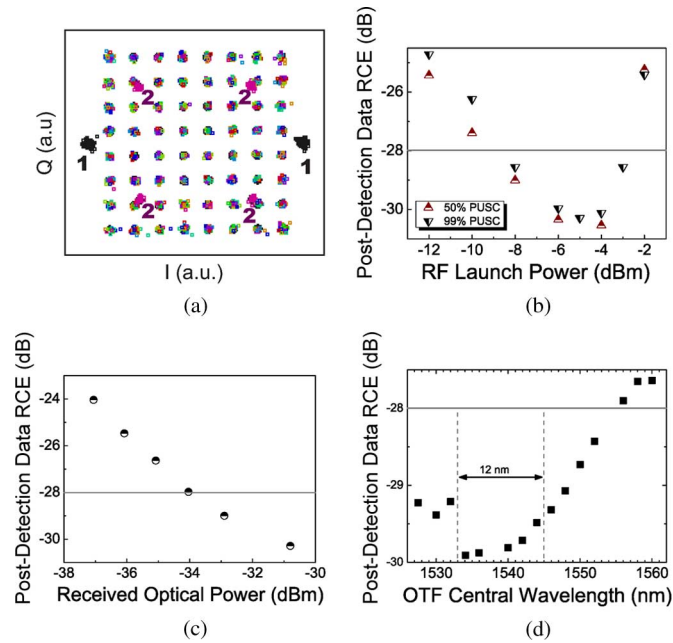 Q (a.u)
2
2
1
1
2
2
I (a.u.)
(a)
Post-Detection Data RCE (dB)
-26
-28
-30
50% PUSC
99% PUSC
-12 -10 -8 -6 -4 -2
RF Launch Power (dBm)
(b)
Post-Detection Data RCE (dB)
-24
-26
-28
-30
-38 -36 -34 -32 -30
Received Optical Power (dBm)
(c)
Post-Detection Data RCE (dB)
-28
-29
-30
12 nm
1530 1540 1550 1560
OTF Central Wavelength (nm)
(d)